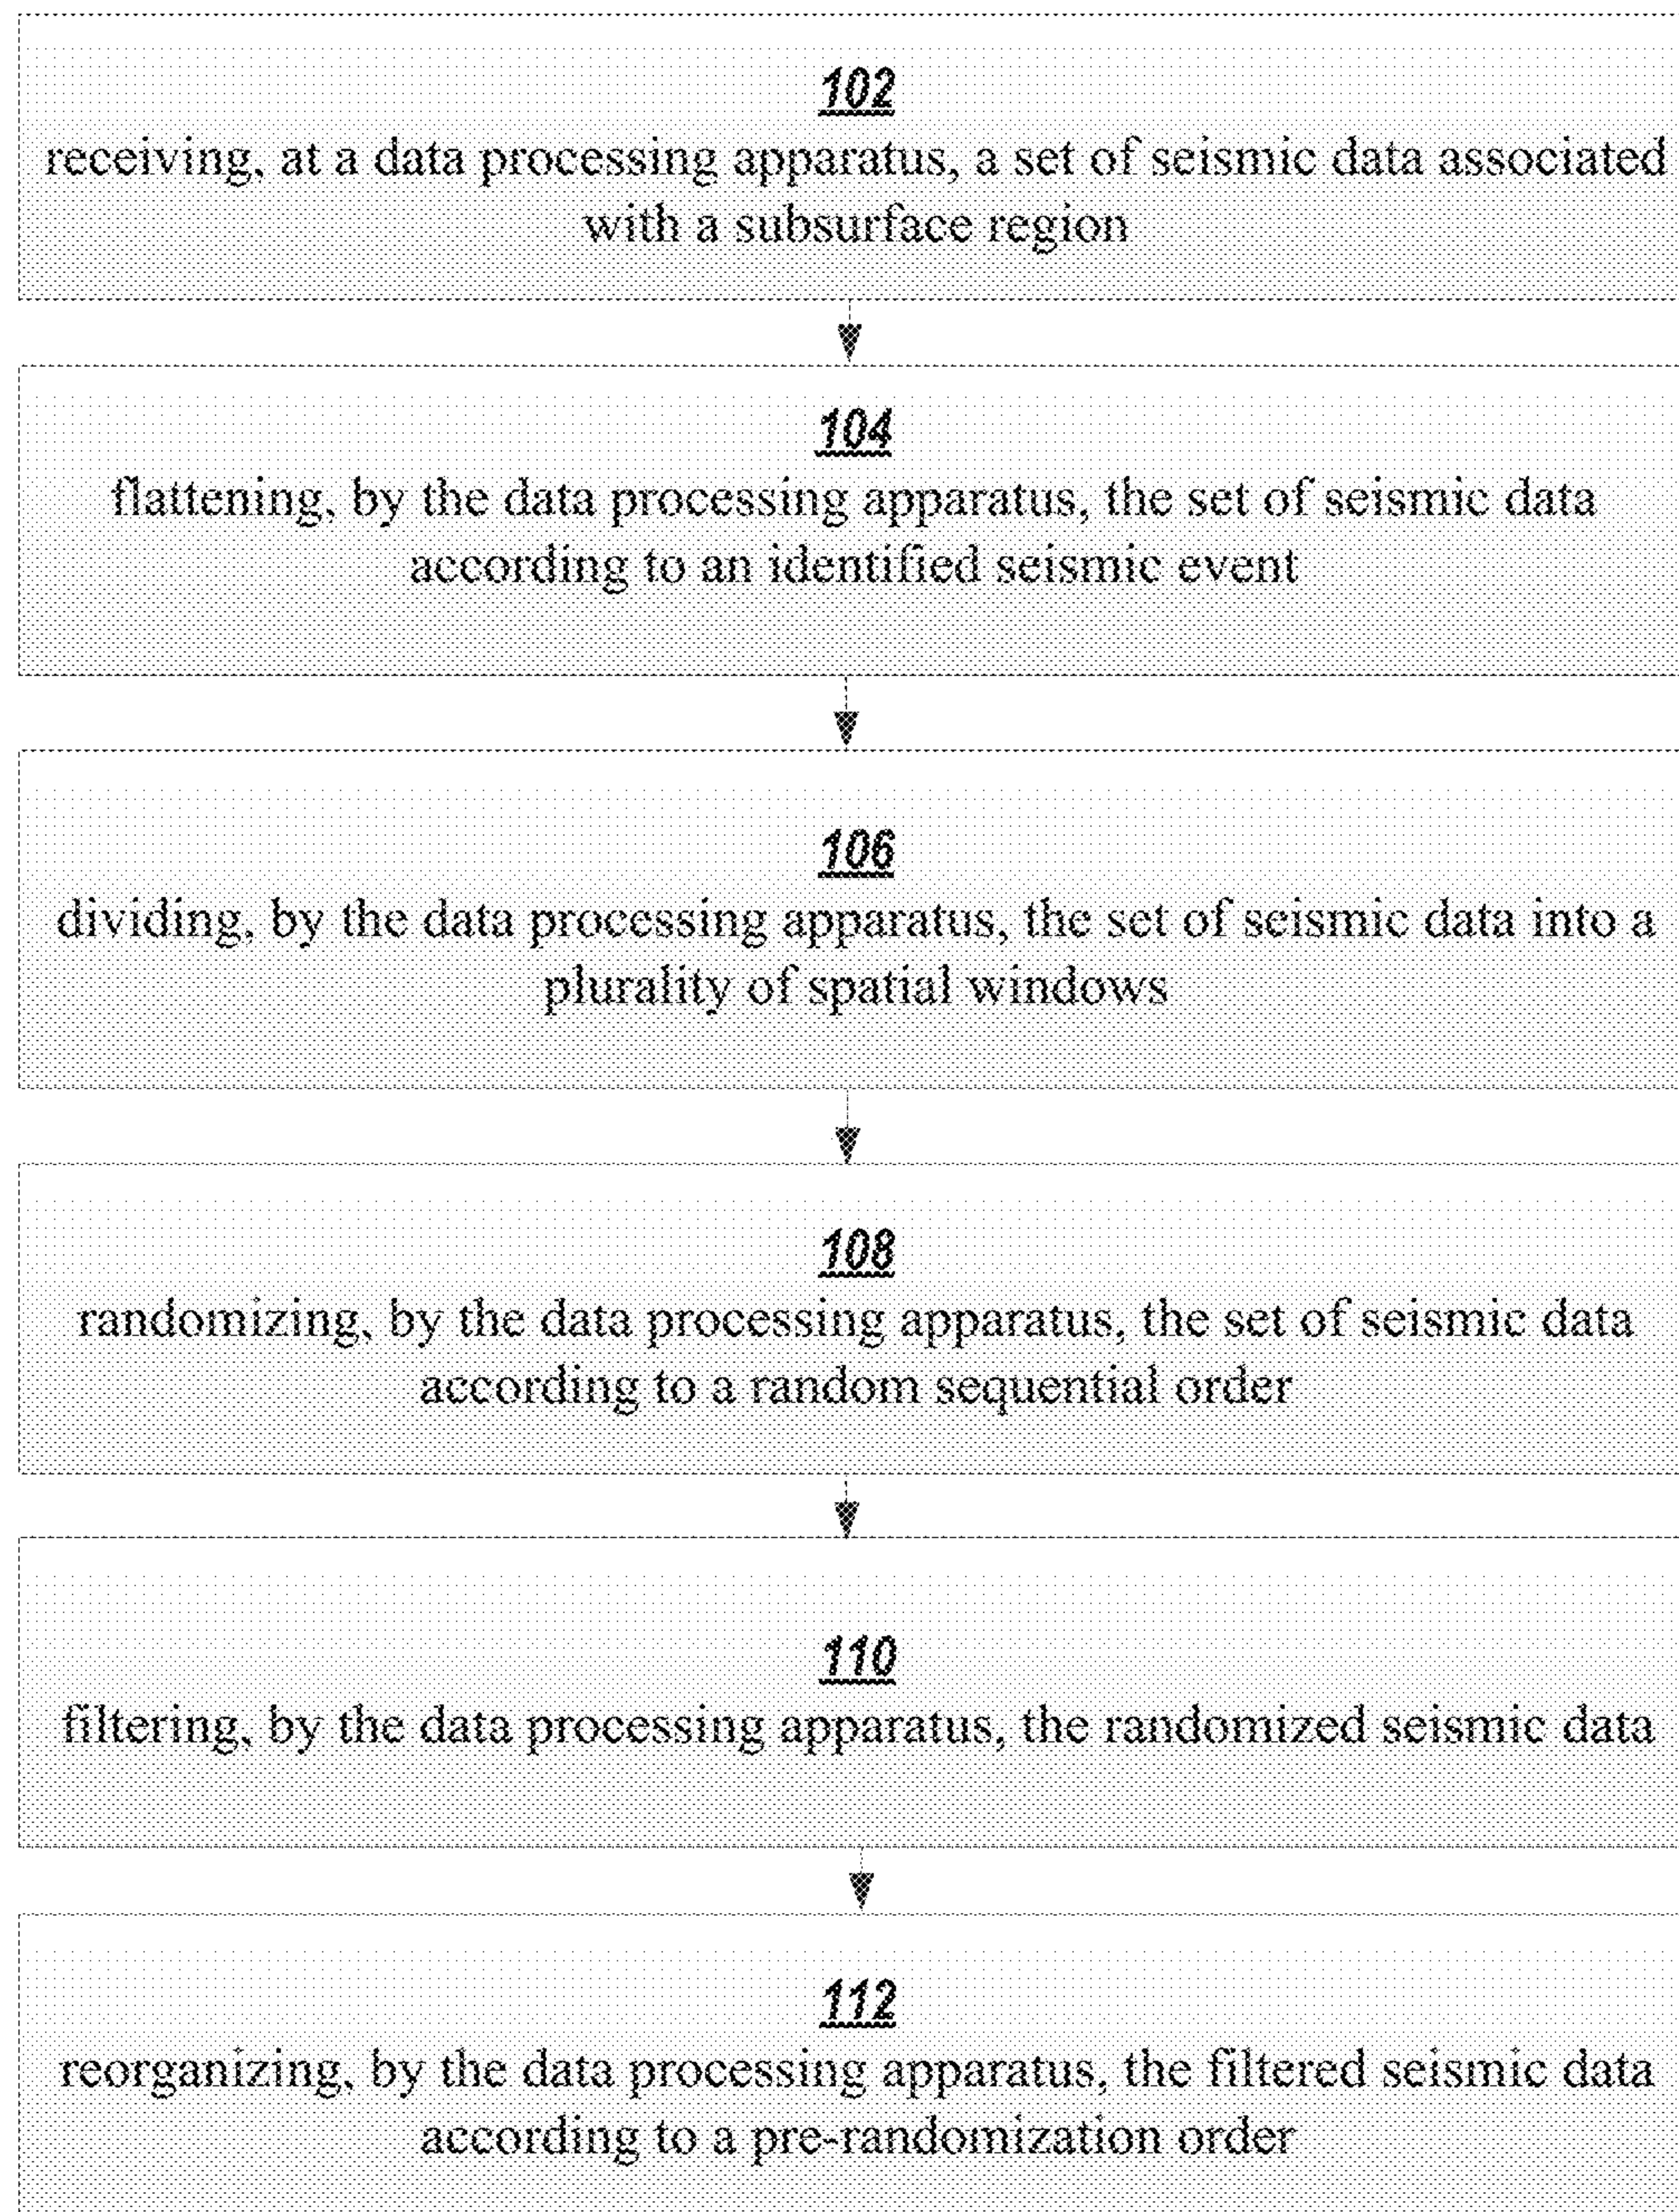 102
receiving, at a data processing apparatus, a set of seismic data associated
with a subsurface region
104
flattening, by the data processing apparatus, the set of seismic data
according to an identified seismic event
106
dividing, by the data processing apparatus, the set of seismic data into a
plurality of spatial windows
108
randomizing, by the data processing apparatus, the set of seismic data
according to a random sequential order
110
filtering, by the data processing apparatus, the randomized seismic data
112
reorganizing, by the data processing apparatus, the filtered seismic data
according to a pre-randomization order